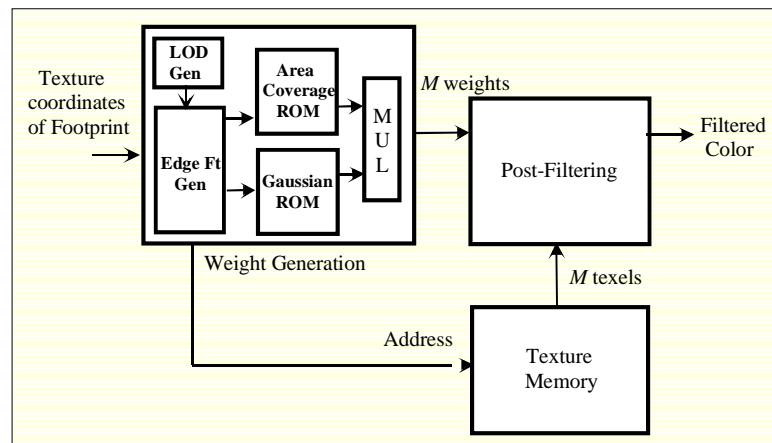 Texture
coordinates
of Footprint
LOD
Gen
Edge Ft
Gen
Area
Coverage
ROM
Gaussian
ROM
M
U
L
Weight Generation
M weights
Post-Filtering
Filtered
Color
M texels
Address
Texture
Memory